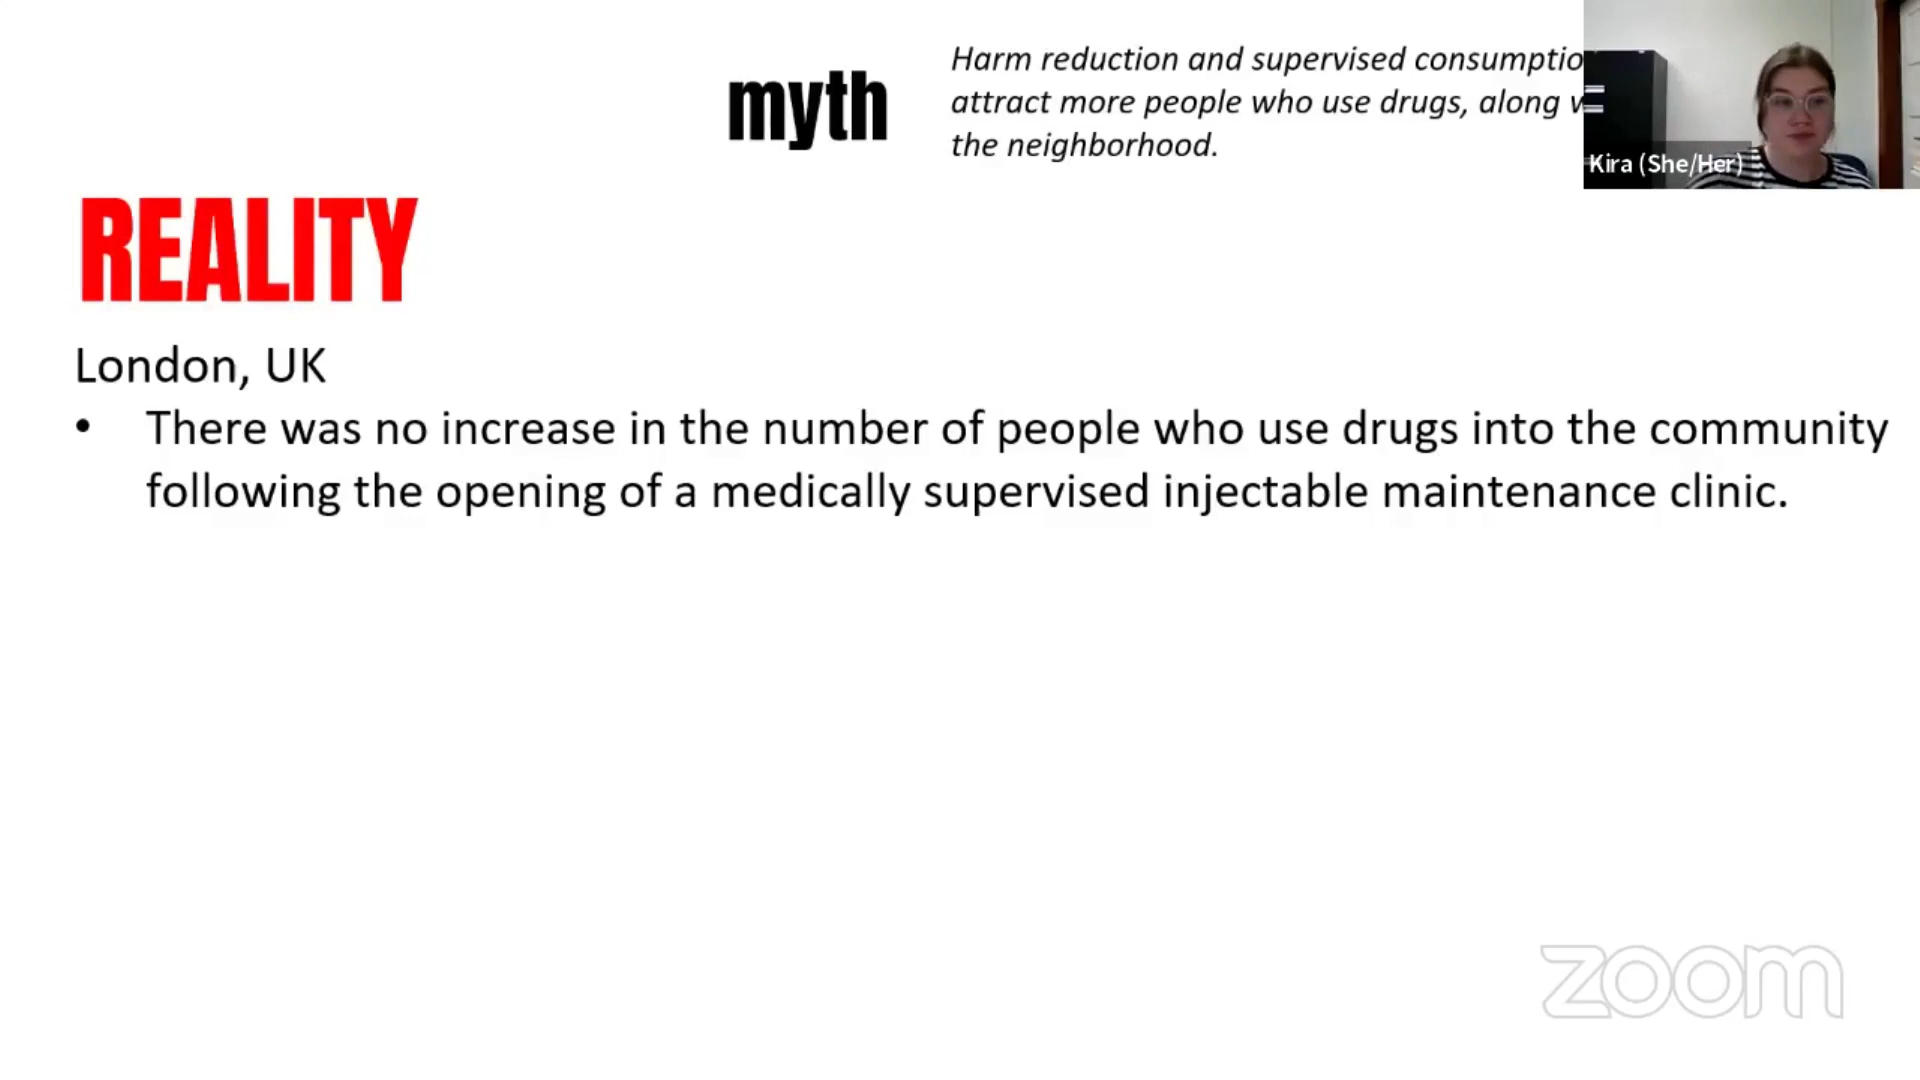 myth
Harm reduction and supervised consumptio
attract more people who use drugs, along
the neighborhood.
Kira (She/Her)
REALITY
London, UK
• There was no increase in the number of people who use drugs into the community
following the opening of a medically supervised injectable maintenance clinic.
zoom